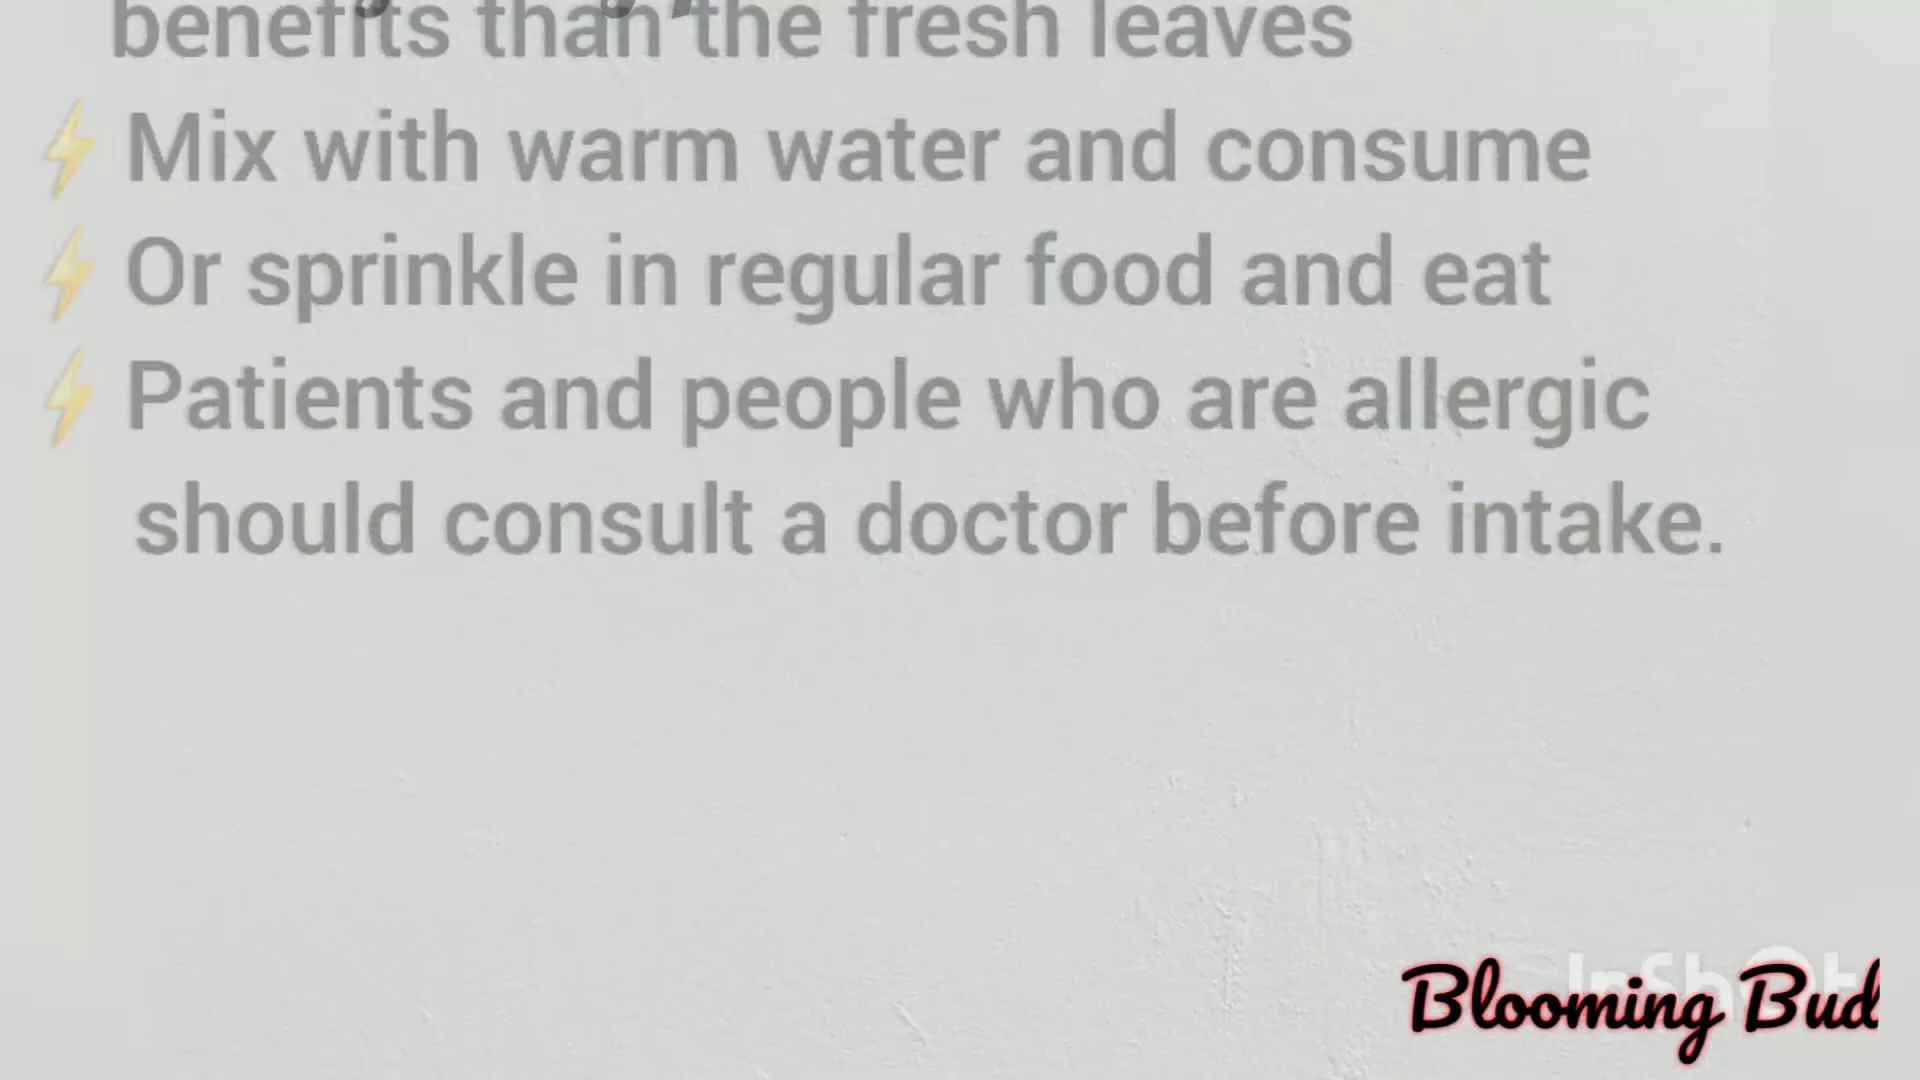 benefits than the fresh leaves
⚡ Mix with warm water and consume
⚡ Or sprinkle in regular food and eat
⚡ Patients and people who are allergic
should consult a doctor before intake.
InShOt
Blooming Bud